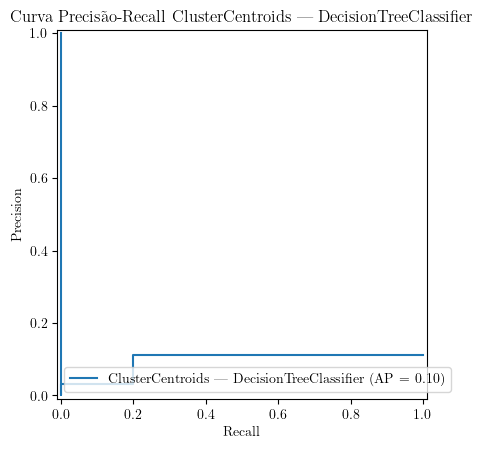 Curva Precisão-Recall ClusterCentroids — DecisionTreeClassifier
1.0
0.8
0.6
0.4
0.2
0.0
Precision
ClusterCentroids — DecisionTreeClassifier (AP = 0.10)
0.0 0.2 0.4 0.6 0.8 1.0
Recall